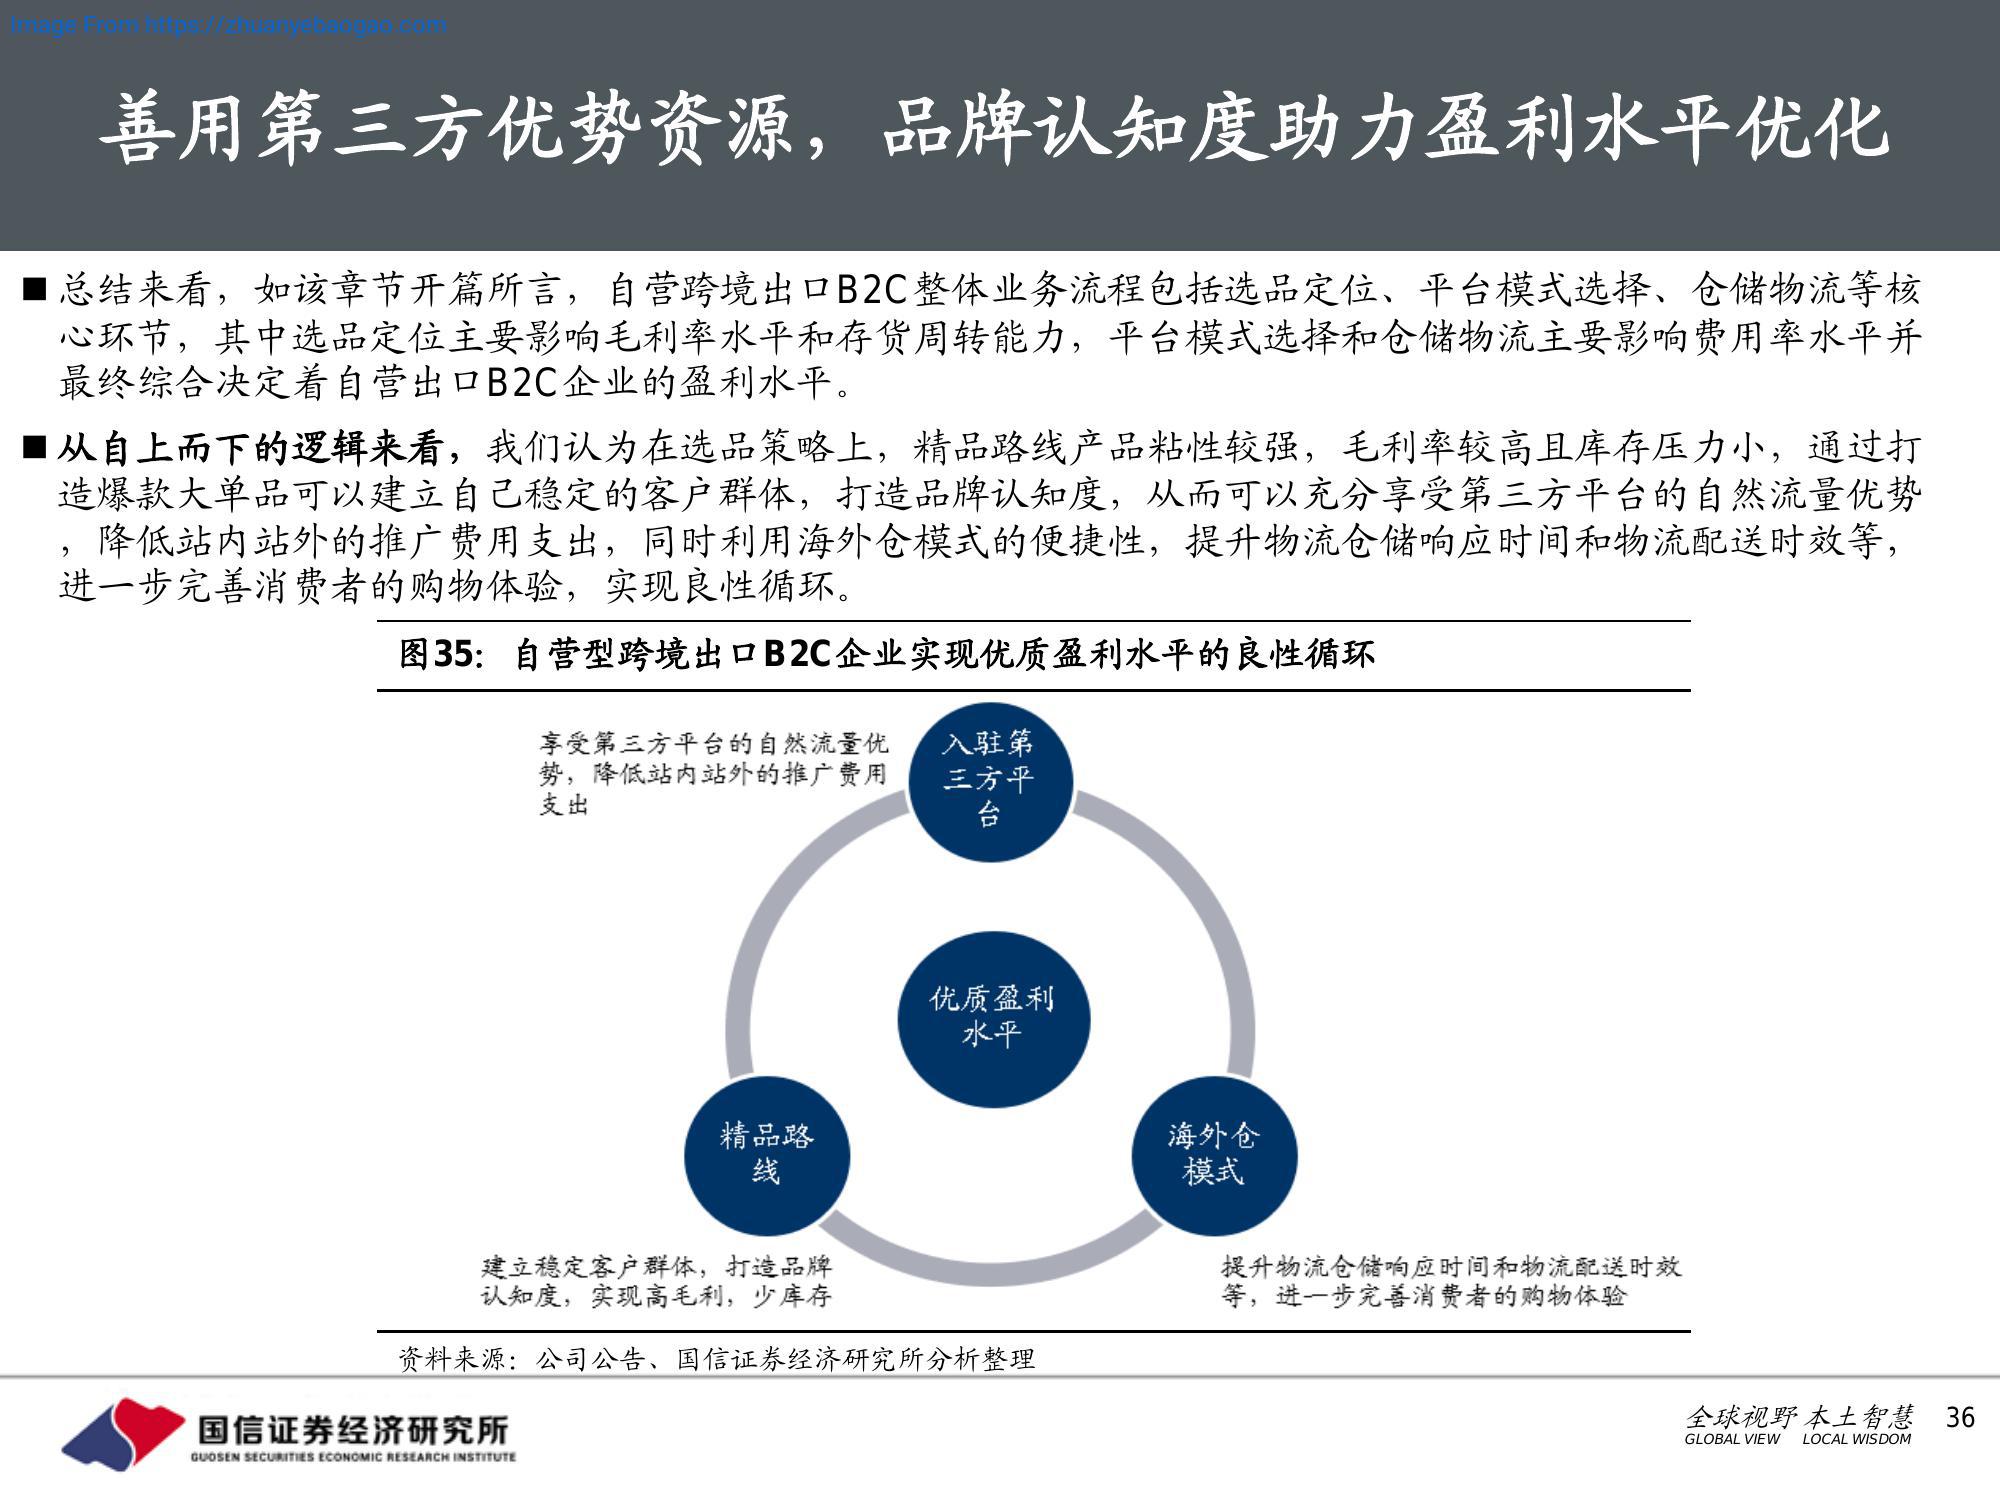 Image From https://zhuanyebaogao.com
善用第三方优势资源，品牌认知度助力盈利水平优化
■ 总结来看，如该章节开篇所言，自营跨境出口B2C整体业务流程包括选品定位、平台模式选择、仓储物流等核
心环节，其中选品定位主要影响毛利率水平和存货周转能力，平台模式选择和仓储物流主要影响费用率水平并
最终综合决定着自营出口B2C企业的盈利水平。
■ 从自上而下的逻辑来看，我们认为在选品策略上，精品路线产品粘性较强，毛利率较高且库存压力小，通过打
造爆款大单品可以建立自己稳定的客户群体，打造品牌认知度，从而可以充分享受第三方平台的自然流量优势
，降低站内站外的推广费用支出，同时利用海外仓模式的便捷性，提升物流仓储响应时间和物流配送时效等，
进一步完善消费者的购物体验，实现良性循环。
图35：自营型跨境出口B2C企业实现优质盈利水平的良性循环
享受第三方平台的自然流量优
势，降低站内站外的推广费用
支出
入驻第
三方平
台
优质盈利
水平
精品路
线
海外仓
模式
建立稳定客户群体，打造品牌
认知度，实现高毛利，少库存
提升物流仓储响应时间和物流配送时效
等，进一步完善消费者的购物体验
资料来源：公司公告、国信证券经济研究所分析整理
国信证券经济研究所
GUOSEN SECURITIES ECONOMIC RESEARCH INSTITUTE
全球视野 本土智慧
GLOBAL VIEW LOCAL WISDOM
36